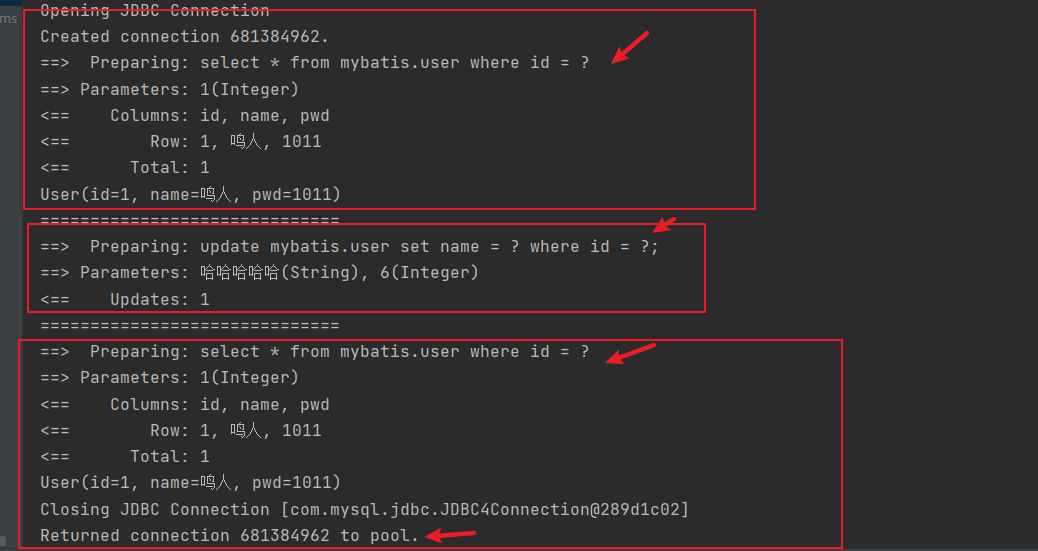 ms
Opening JDBC Connection
Created connection 681384962.
==>  Preparing: select * from mybatis.user where id = ?
==> Parameters: 1(Integer)
<==    Columns: id, name, pwd
<==        Row: 1, 鸣人, 1011
<==      Total: 1
User(id=1, name=鸣人, pwd=1011)
==============================
==>  Preparing: update mybatis.user set name = ? where id = ?;
==> Parameters: 哈哈哈哈哈(String), 6(Integer)
<==    Updates: 1
==============================
==>  Preparing: select * from mybatis.user where id = ?
==> Parameters: 1(Integer)
<==    Columns: id, name, pwd
<==        Row: 1, 鸣人, 1011
<==      Total: 1
User(id=1, name=鸣人, pwd=1011)
Closing JDBC Connection [com.mysql.jdbc.JDBC4Connection@289d1c02]
Returned connection 681384962 to pool.